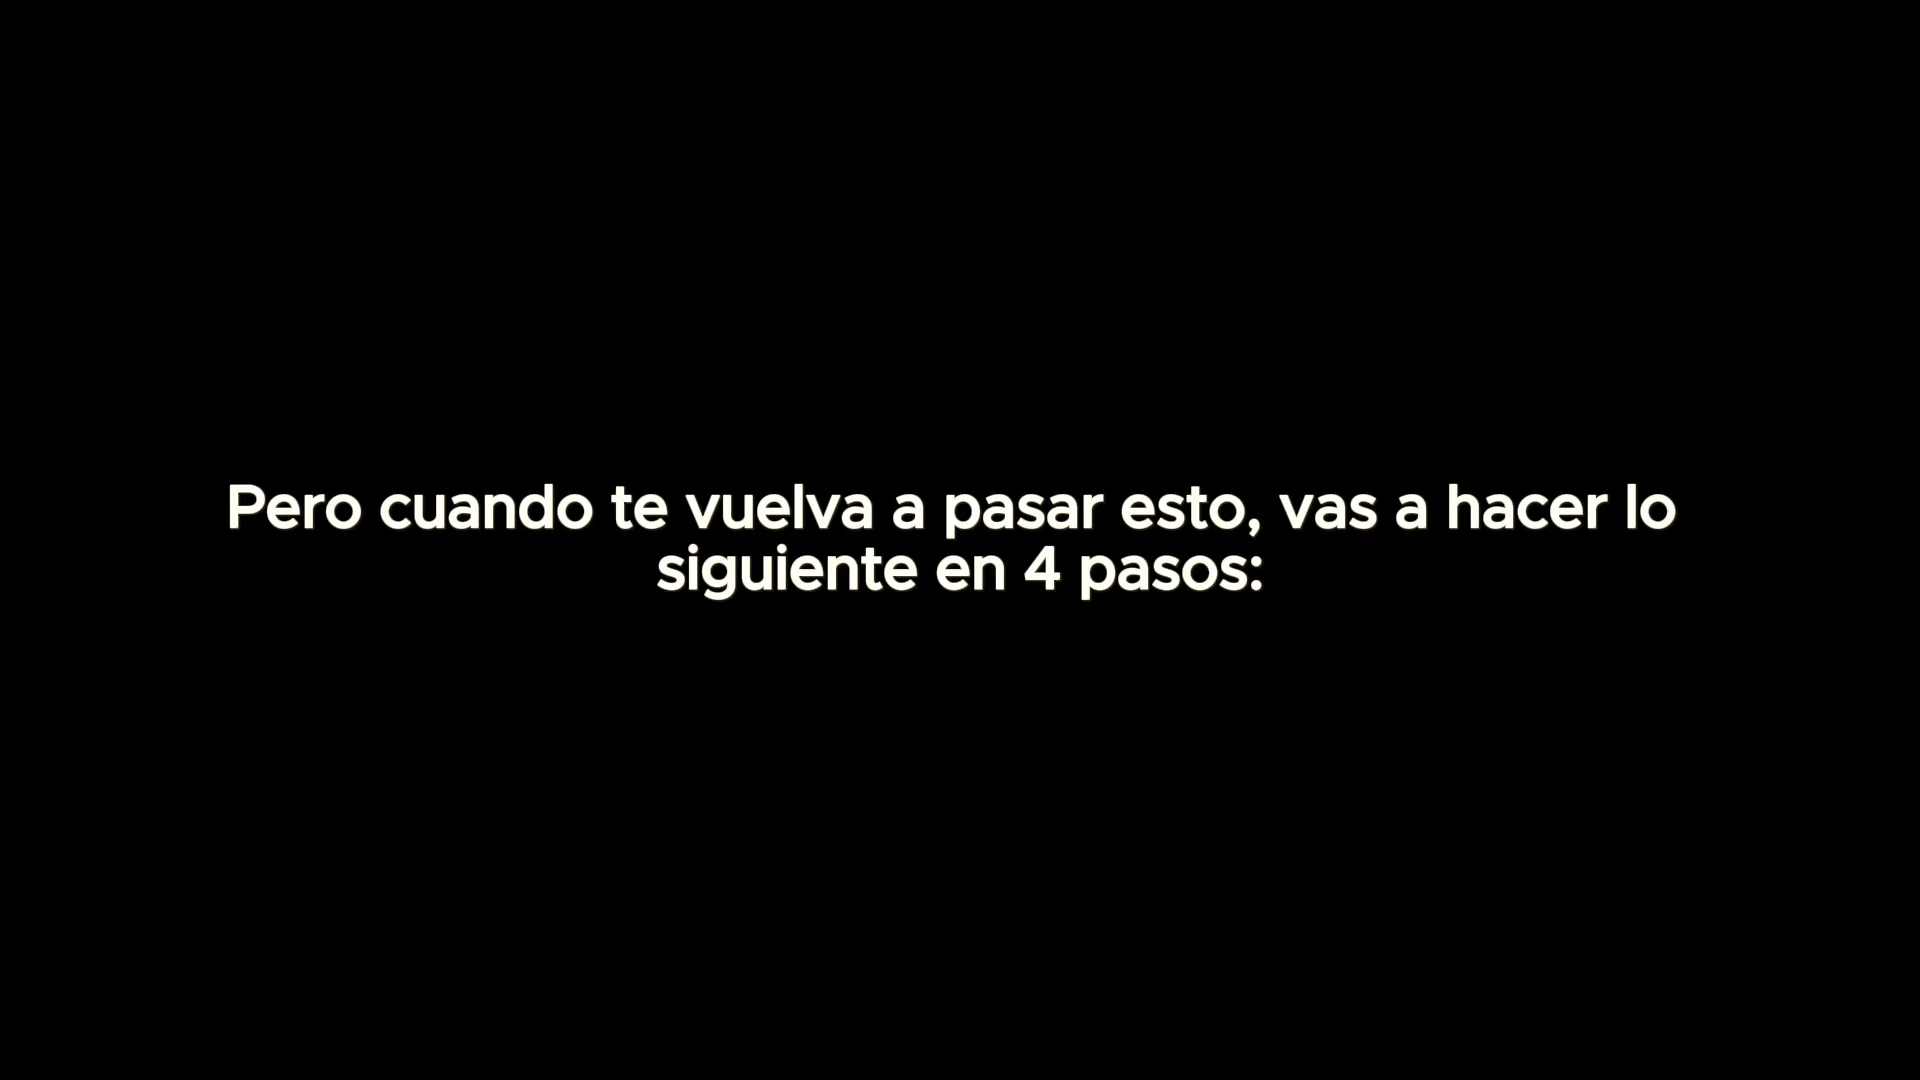 Pero cuando te vuelva a pasar esto, vas a hacer lo
siguiente en 4 pasos: